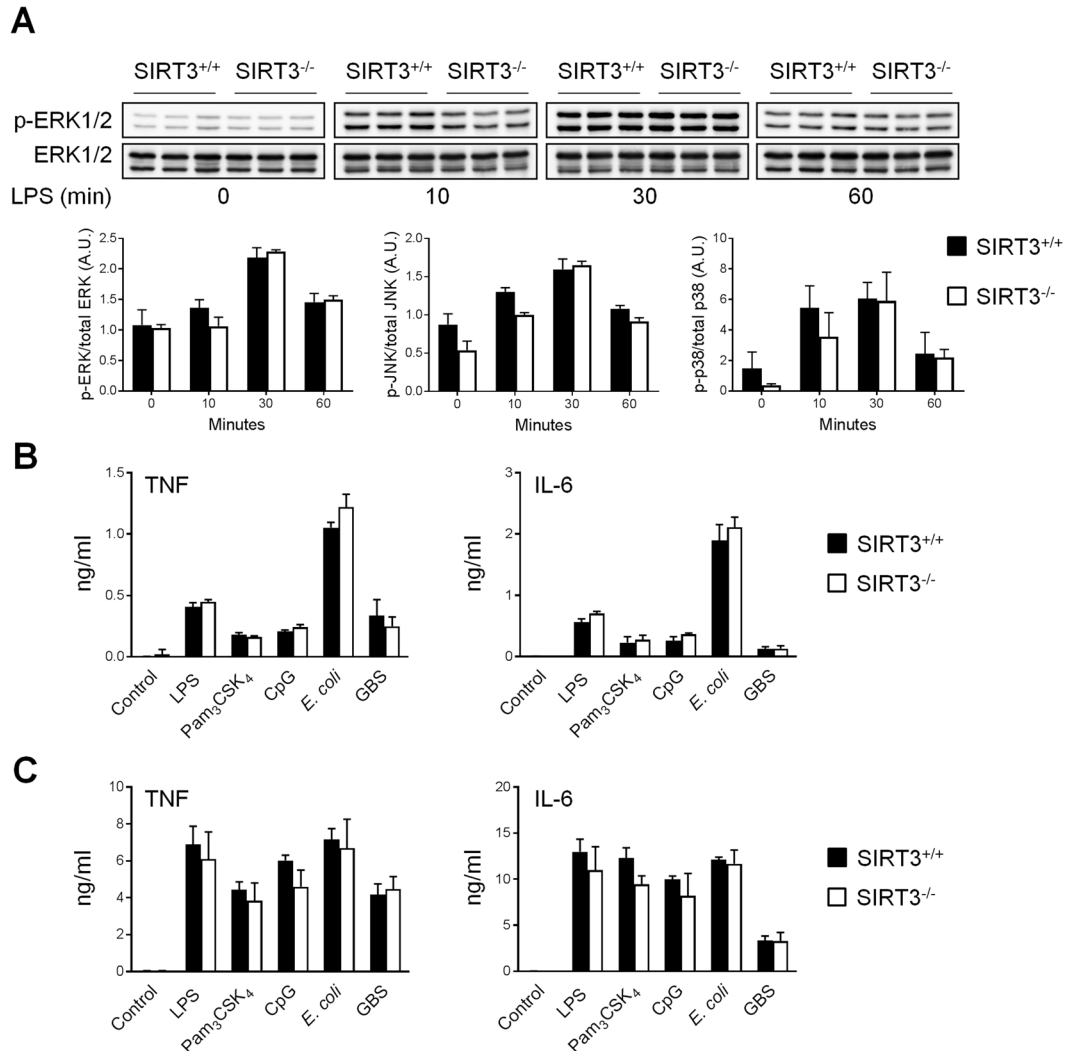 A
SIRT3+/+ SIRT3-/- SIRT3+/+ SIRT3-/- SIRT3+/+ SIRT3-/- SIRT3+/+ SIRT3-/-
p-ERK1/2
ERK1/2
LPS (min) 0 10 30 60
p-ERK/total ERK (A.U.)
2.5
2.0
1.5
1.0
0.5
0.0
0 10 30 60
Minutes
p-JNK/total JNK (A.U.)
2.0
1.5
1.0
0.5
0.0
0 10 30 60
Minutes
p-p38/total p38 (A.U.)
10
8
6
4
2
0
0 10 30 60
Minutes
SIRT3+/+
SIRT3-/-
B
TNF
ng/ml
1.5
1.0
0.5
0.0
Control LPS Pam3CSK4 CpG E. coli GBS
IL-6
ng/ml
3
2
1
0
Control LPS Pam3CSK4 CpG E. coli GBS
SIRT3+/+
SIRT3-/-
C
TNF
ng/ml
10
8
6
4
2
0
Control LPS Pam3CSK4 CpG E. coli GBS
IL-6
ng/ml
20
15
10
5
0
Control LPS Pam3CSK4 CpG E. coli GBS
SIRT3+/+
SIRT3-/-